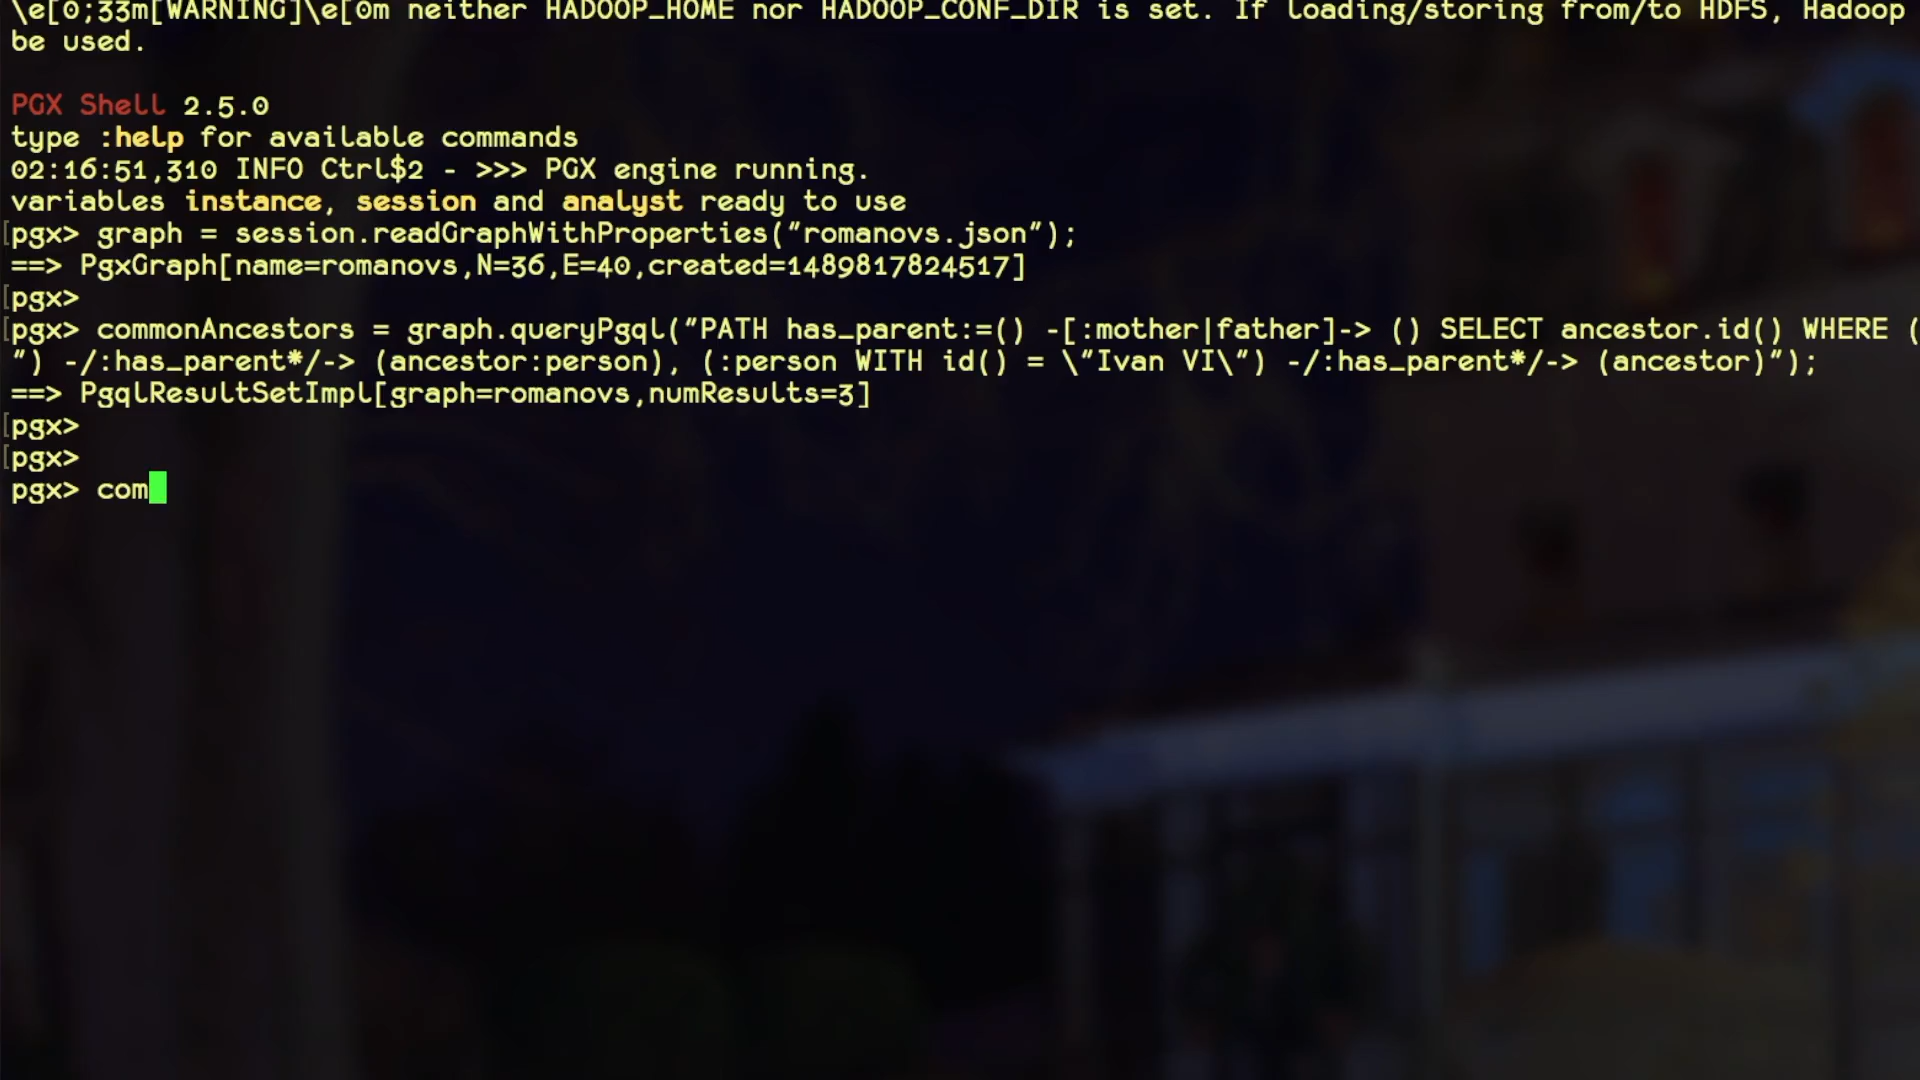 \e[0;33m[WARNING]\e[0m neither HADOOP_HOME nor HADOOP_CONF_DIR is set. If loading/storing from/to HDFS, Hadoop
be used.
PGX Shell 2.5.0
type :help for available commands
02:16:51,310 INFO Ctrl$2 - >>> PGX engine running.
variables instance, session and analyst ready to use
[pgx> graph = session.readGraphWithProperties("romanovs.json");
==> PgxGraph[name=romanovs,N=36,E=40,created=1489817824517]
[pgx>
[pgx> commonAncestors = graph.queryPgql("PATH has_parent:=() -[:mother|father]-> () SELECT ancestor.id() WHERE (
") -/:has_parent*/-> (ancestor:person), (:person WITH id() = \"Ivan VI\") -/:has_parent*/-> (ancestor)");
==> PgqlResultSetImpl[graph=romanovs,numResults=3]
[pgx>
[pgx>
pgx> com